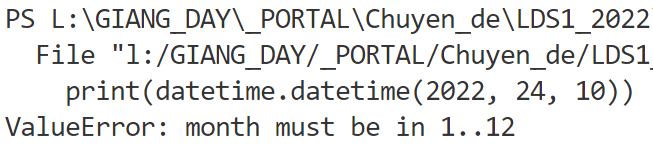 PS L:\GIANG_DAY\_PORTAL\Chuyen_de\LDS1_2022
File "l:/GIANG_DAY/_PORTAL/Chuyen_de/LDS1_
print(datetime.datetime(2022, 24, 10))
ValueError: month must be in 1..12